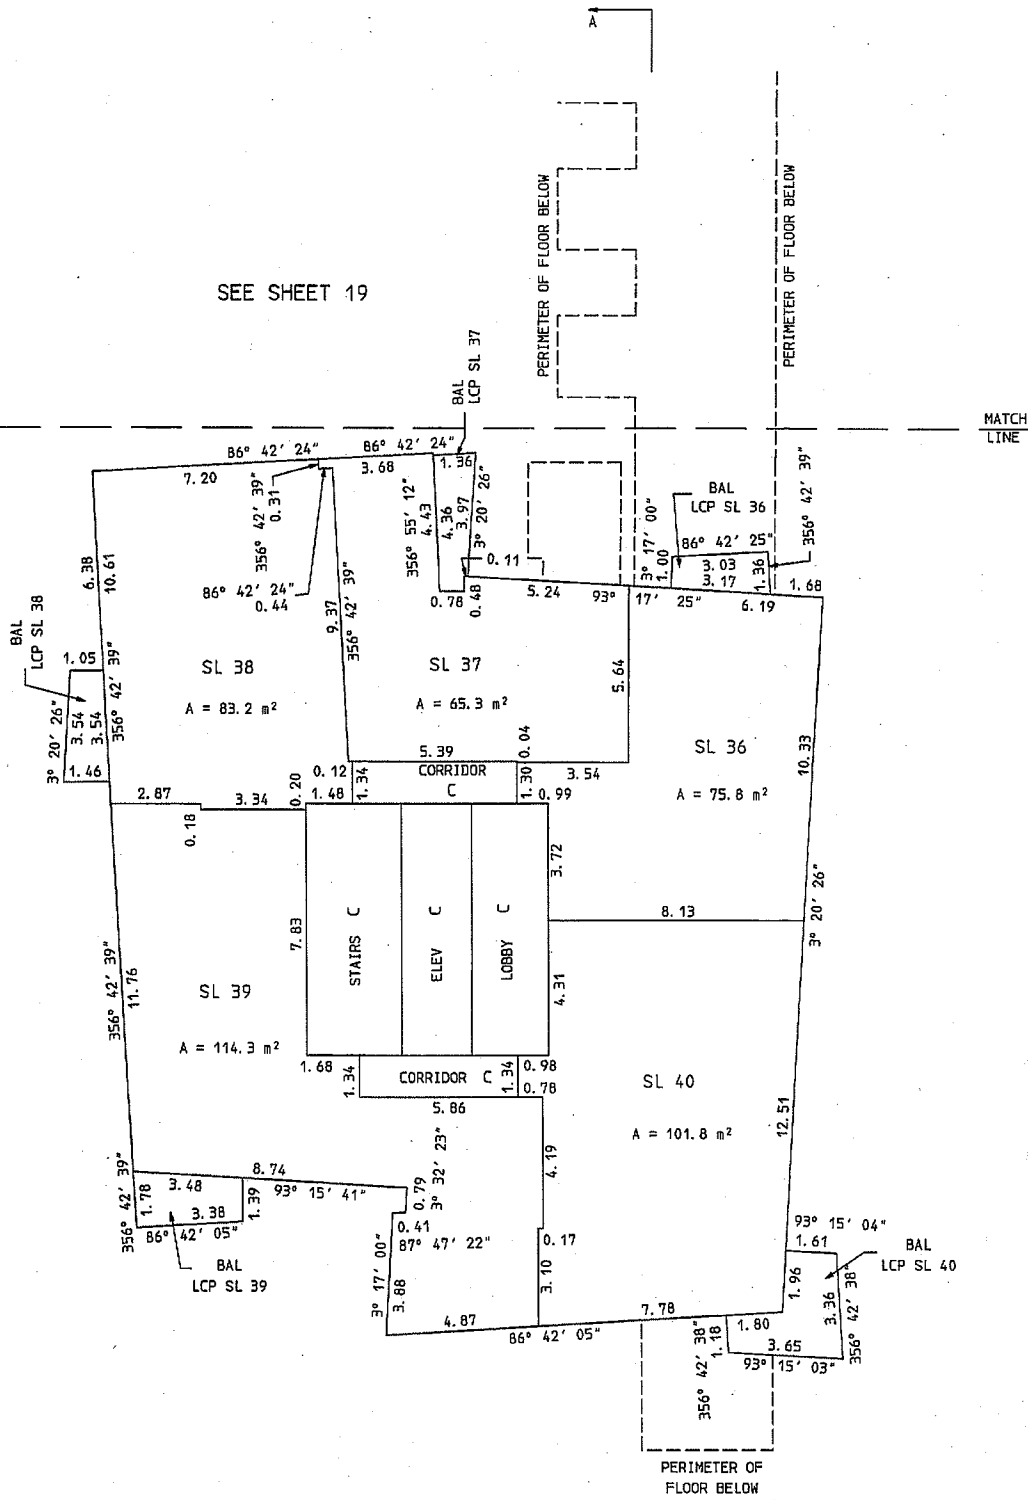 A
PERIMETER OF FLOOR BELOW
PERIMETER OF FLOOR BELOW
SEE SHEET 19
MATCH
LINE
BAL
LCP SL 37
86° 42' 24"
7.20
86° 42' 24"
3.68
1.36
356° 42' 39"
0.31
86° 42' 24"
0.44
356° 55' 12"
4.43
4.36
3.97
3° 20' 26"
0.11
0.78
0.48
5.24
93° 17' 25"
3° 17' 00"
1.00
BAL
LCP SL 36
86° 42' 25"
3.03
3.17
1.36
356° 42' 39"
1.68
6.19
6.38
10.61
356° 42' 39"
BAL
LCP SL 38
1.05
3° 20' 26"
3.54
3.54
1.46
9.37
356° 42' 39"
SL 38
A = 83.2 m²
SL 37
A = 65.3 m²
5.64
SL 36
A = 75.8 m²
10.33
3° 20' 26"
5.39
0.04
3.54
CORRIDOR
C
0.12
1.34
1.48
0.20
1.30
0.99
2.87
3.34
0.18
3.72
8.13
7.83
STAIRS C
ELEV C
LOBBY C
4.31
356° 42' 39"
11.76
SL 39
A = 114.3 m²
1.68
1.34
CORRIDOR C
1.34
0.98
0.78
5.86
SL 40
A = 101.8 m²
12.51
4.19
8.74
93° 15' 41"
0.79
3° 32' 23"
0.41
87° 47' 22"
356° 42' 39"
1.78
3.48
3.38
1.39
86° 42' 05"
BAL
LCP SL 39
3° 17' 00"
3.88
0.17
3.10
4.87
86° 42' 05"
7.78
93° 15' 04"
1.61
1.96
3.36
356° 42' 38"
BAL
LCP SL 40
1.80
356° 42' 38"
1.18
3.65
93° 15' 03"
PERIMETER OF
FLOOR BELOW